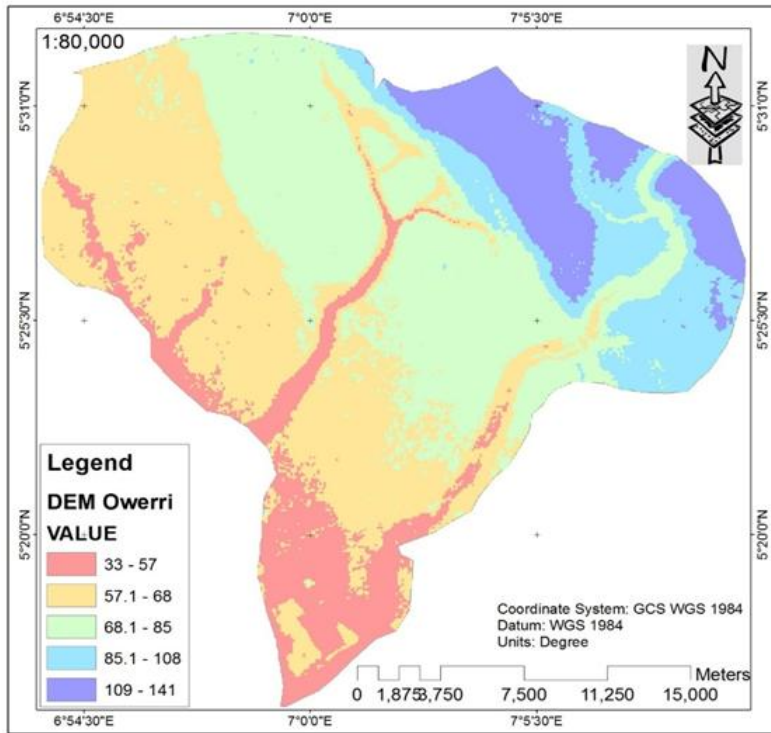 6°54'30"E 7°0'0"E 7°5'30"E
1:80,000
N
5°31'0"N 5°31'0"N
5°25'30"N 5°25'30"N
5°20'0"N 5°20'0"N
Legend
DEM Owerri
VALUE
33 - 57
57.1 - 68
68.1 - 85
85.1 - 108
109 - 141
Coordinate System: GCS WGS 1984
Datum: WGS 1984
Units: Degree
Meters
0 1,8753,750 7,500 11,250 15,000
6°54'30"E 7°0'0"E 7°5'30"E